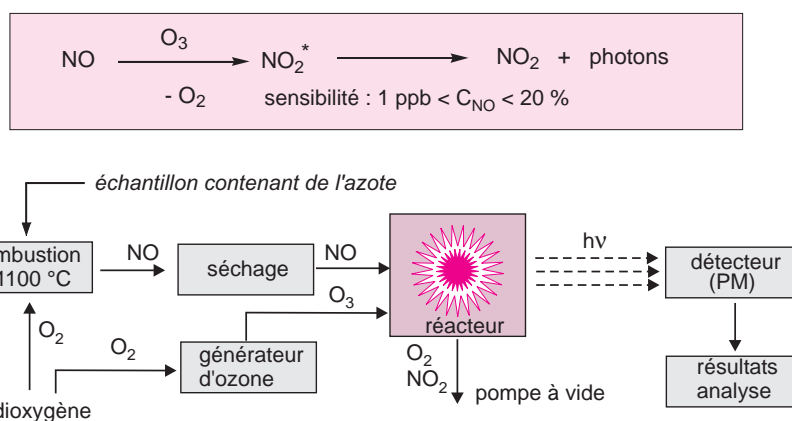 NO O₃ NO₂* NO₂ + photons
- O₂ sensibilité : 1 ppb < C_NO < 20 %
échantillon contenant de l'azote
mbustion
1100 °C
NO
séchage
NO
hν
détecteur
(PM)
O₃
réacteur
O₂
O₂
générateur
d'ozone
O₂
NO₂
pompe à vide
résultats
analyse
dioxygène